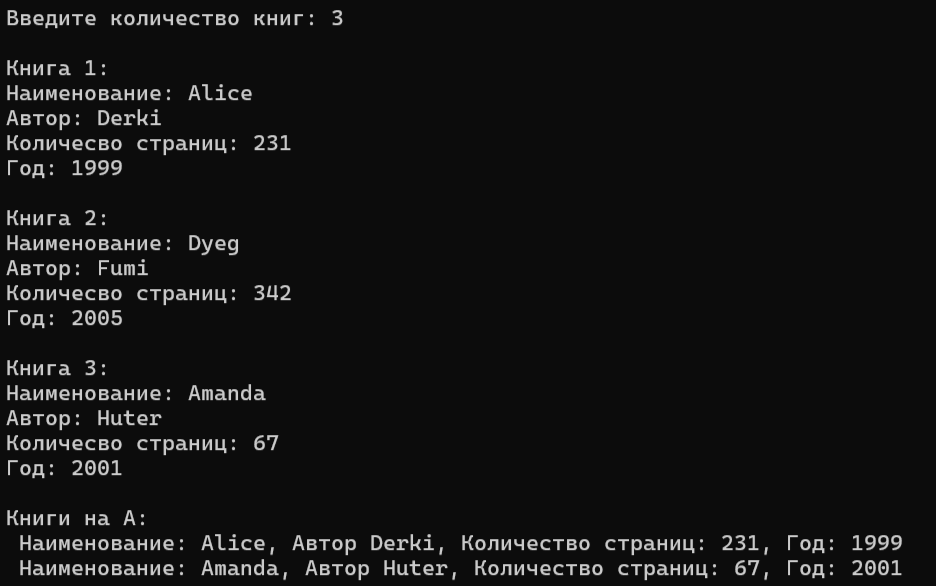 Введите количество книг: 3
Книга 1:
Наименование: Alice
Автор: Derki
Количесво страниц: 231
Год: 1999
Книга 2:
Наименование: Dyeg
Автор: Fumi
Количесво страниц: 342
Год: 2005
Книга 3:
Наименование: Amanda
Автор: Huter
Количесво страниц: 67
Год: 2001
Книги на А:
Наименование: Alice, Автор Derki, Количество страниц: 231, Год: 1999
Наименование: Amanda, Автор Huter, Количество страниц: 67, Год: 2001